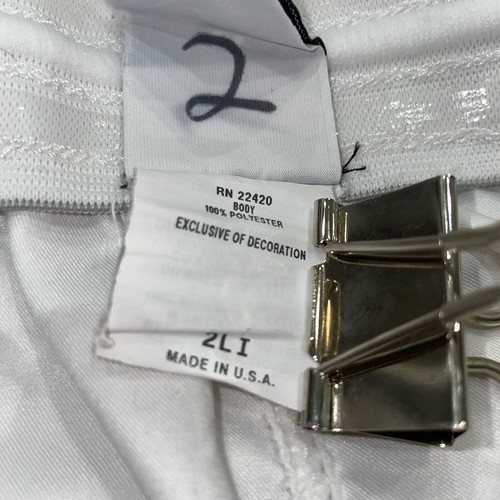 2
RN 22420
BODY
100% POLYESTER
EXCLUSIVE OF DECORATION
2LI
MADE IN U.S.A.